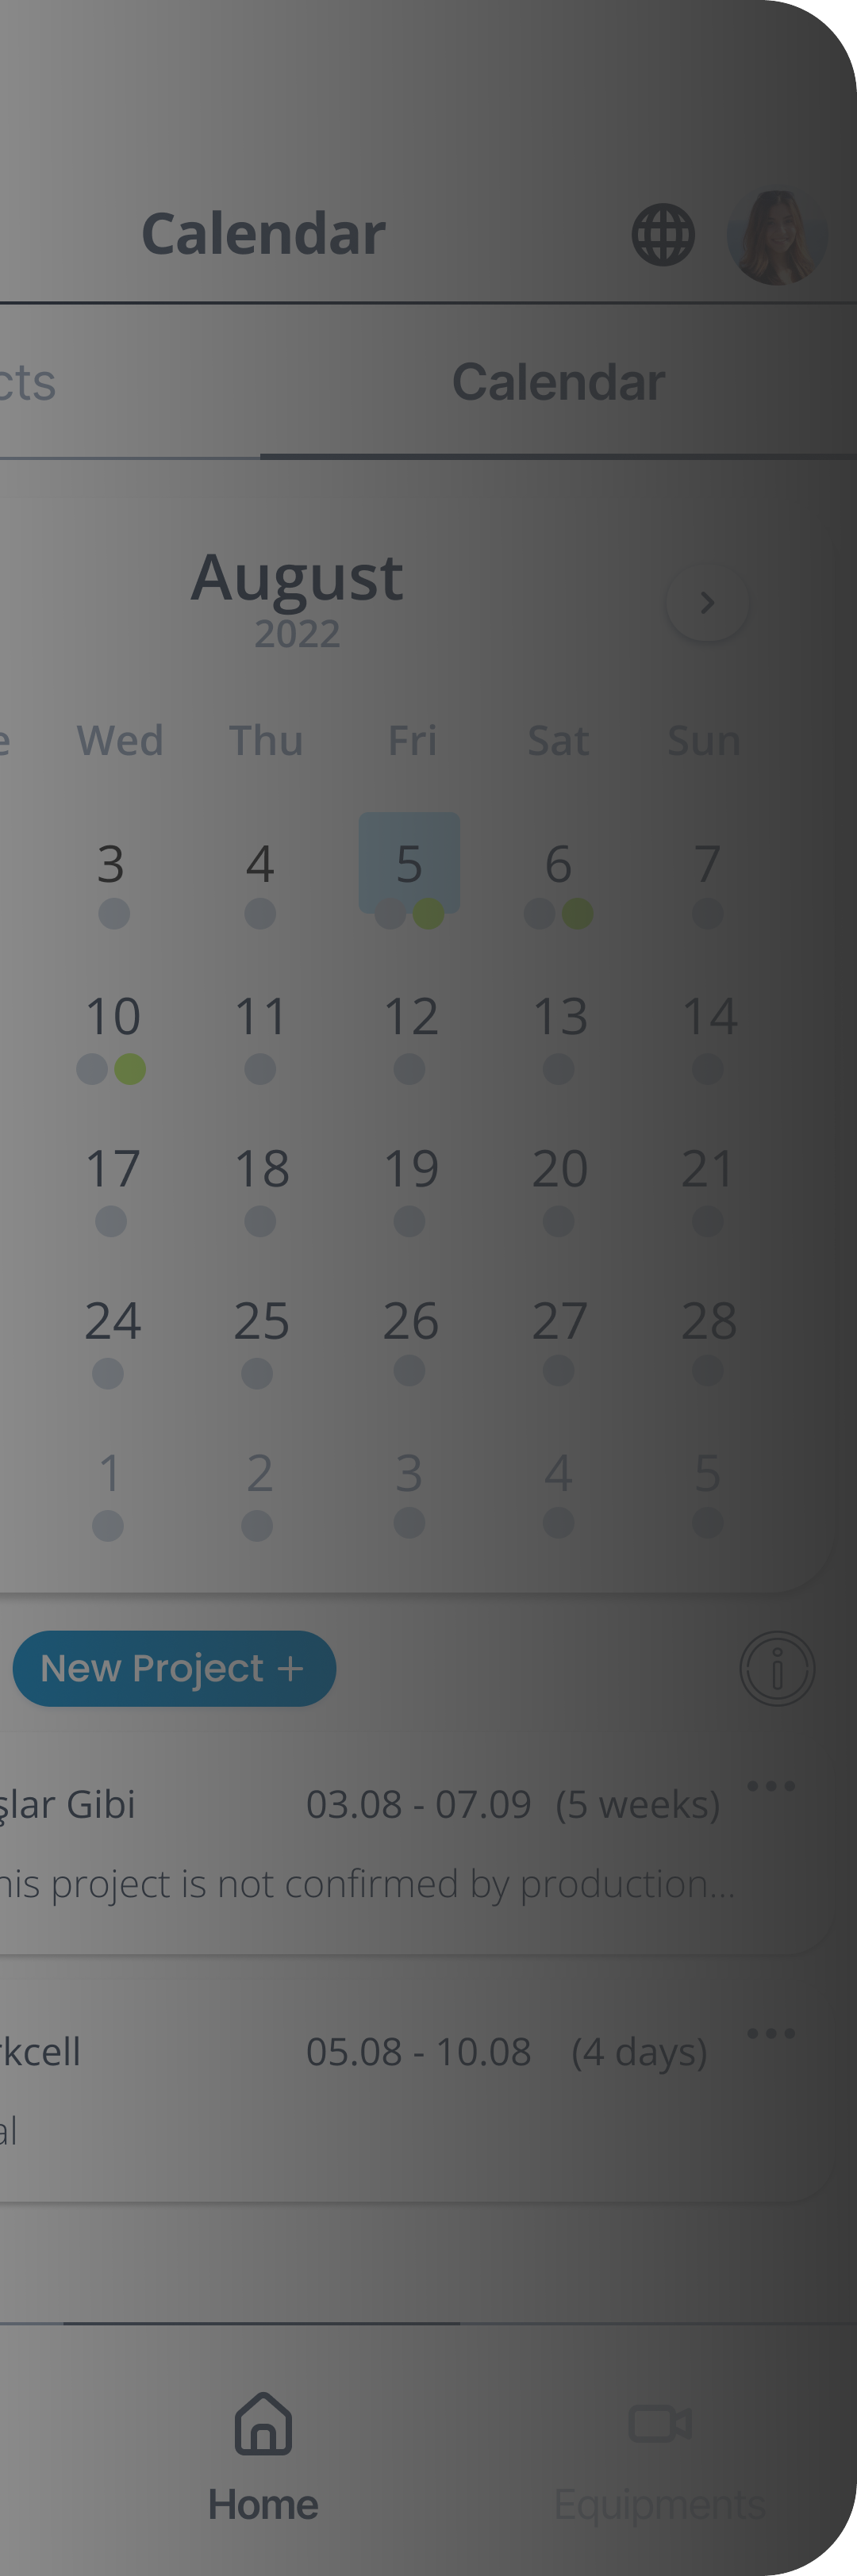 Calendar
cts Calendar
August
2022
e Wed Thu Fri Sat Sun
3 4 5 6 7
10 11 12 13 14
17 18 19 20 21
24 25 26 27 28
1 2 3 4 5
New Project +
şlar Gibi 03.08 - 07.09 (5 weeks)
his project is not confirmed by production...
rkcell 05.08 - 10.08 (4 days)
al
Home Equipments